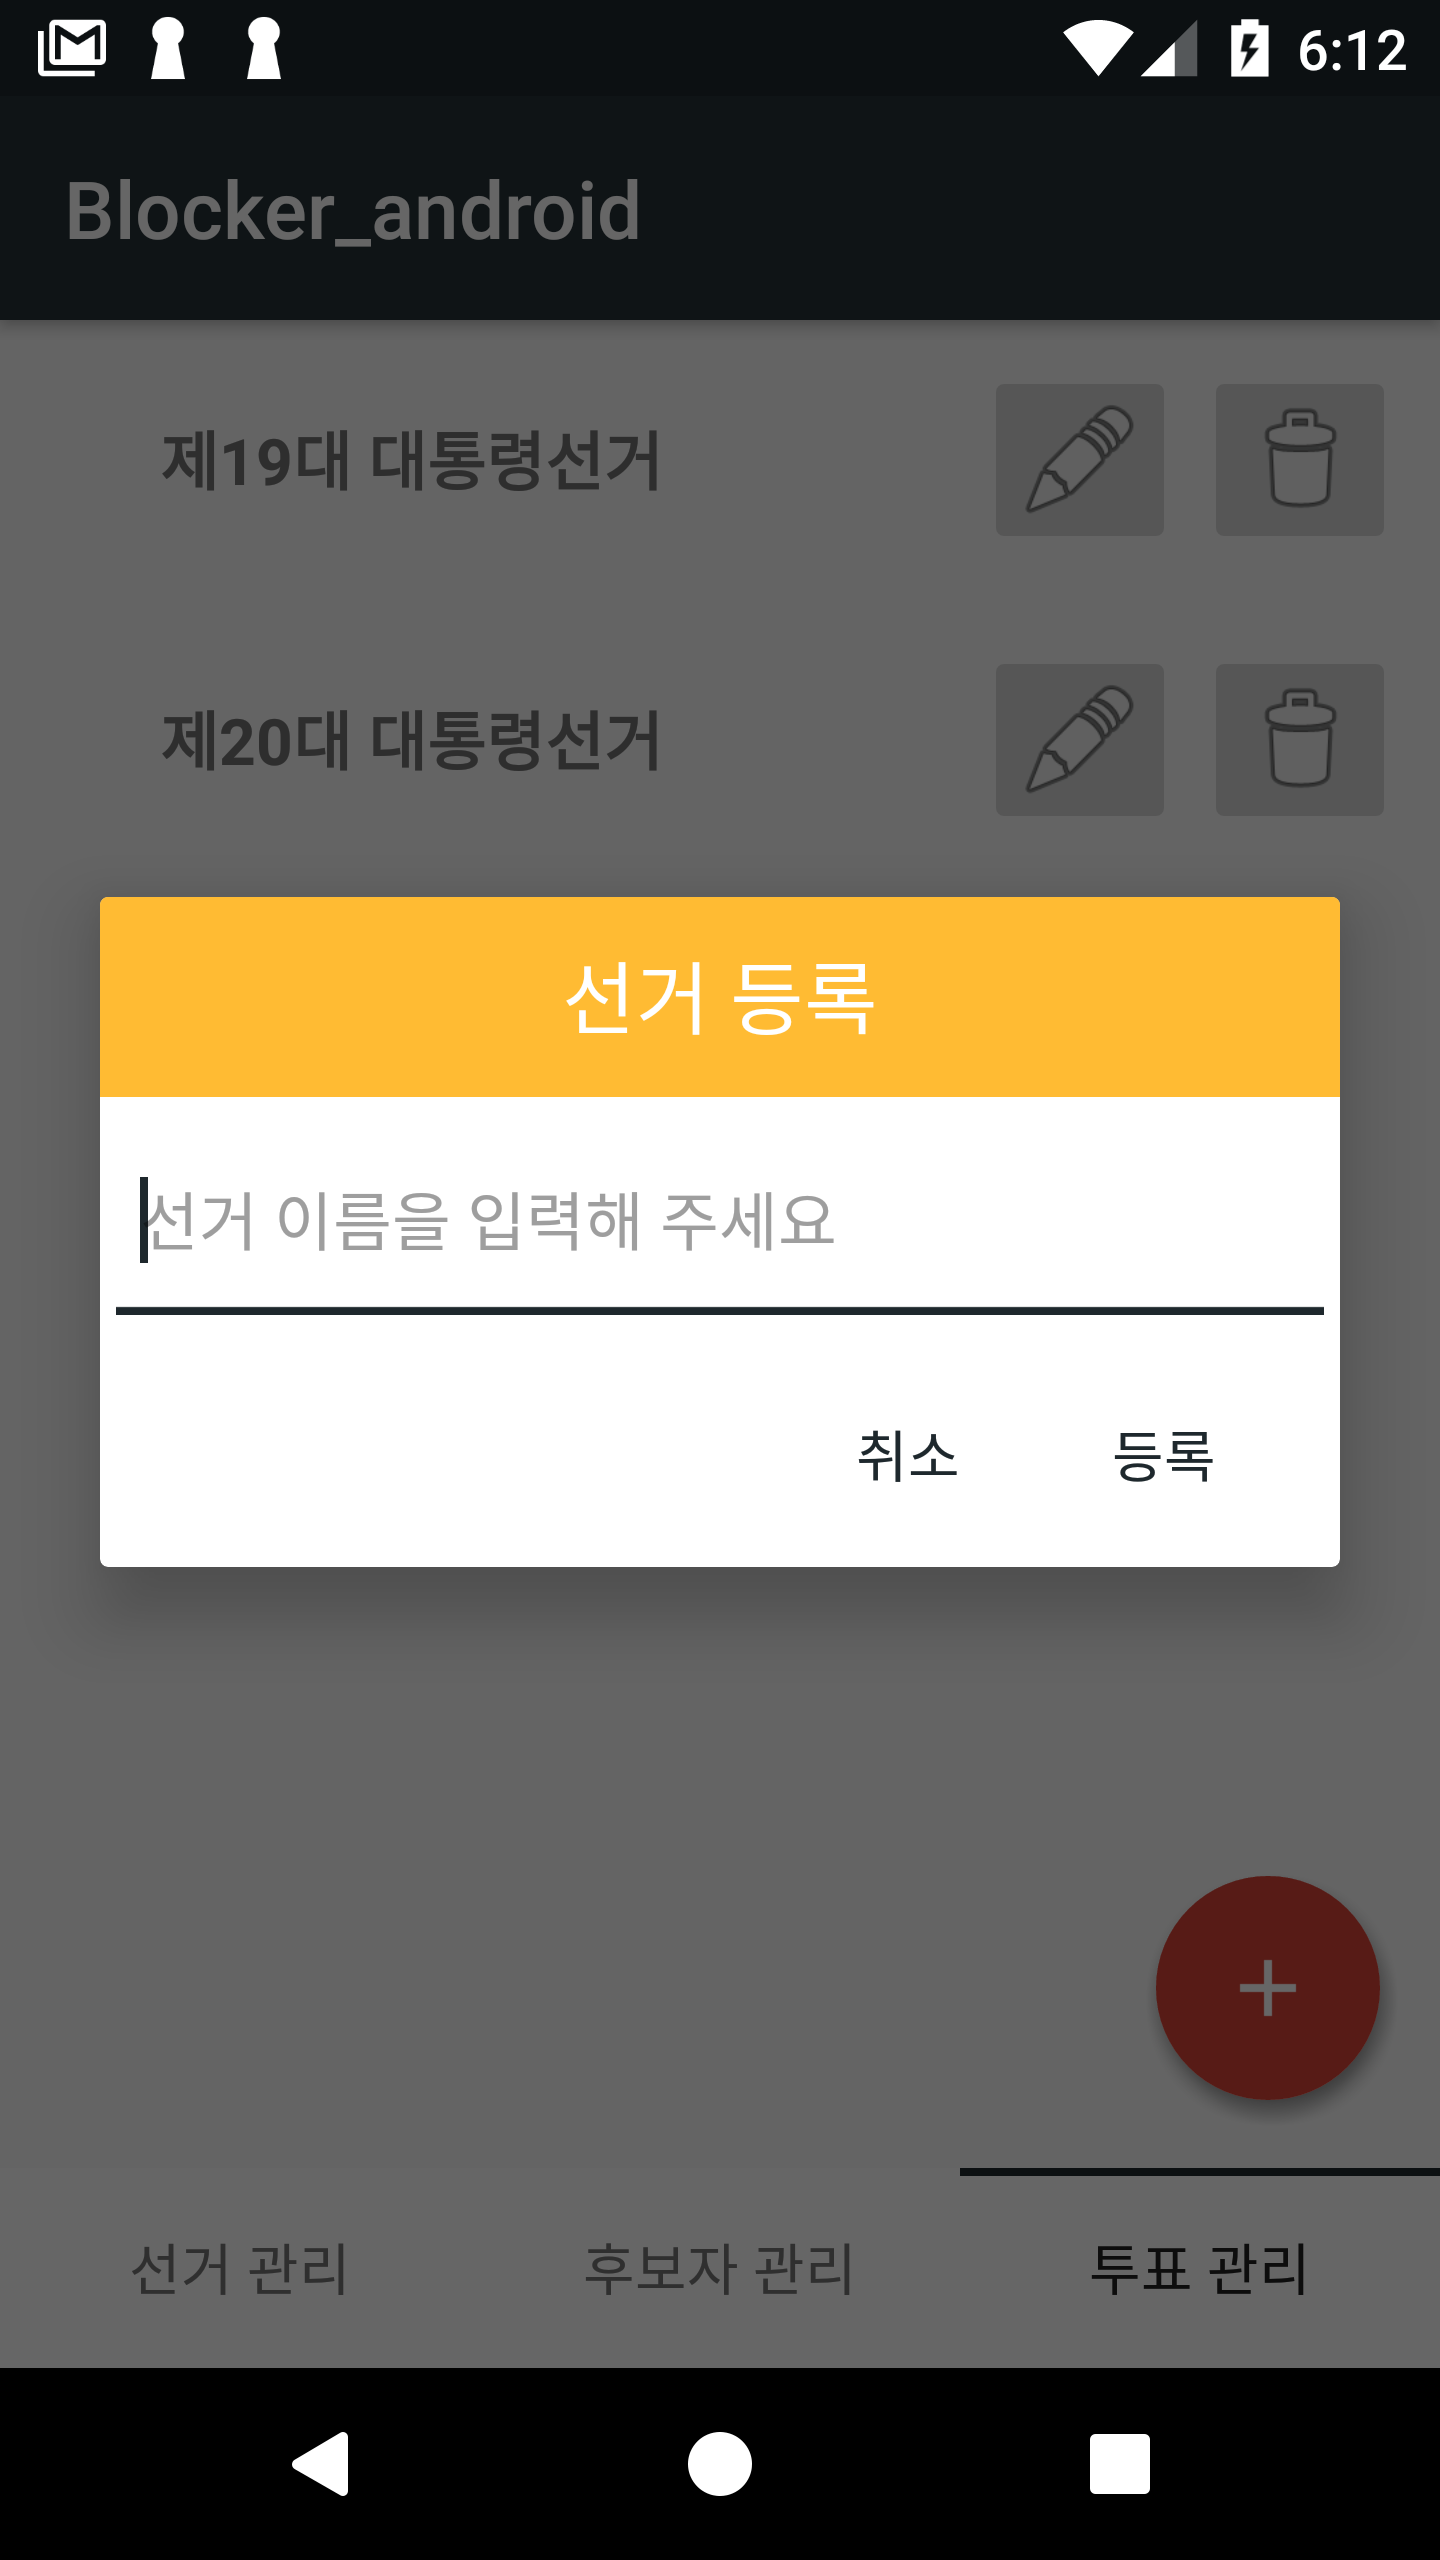 6:12
Blocker_android
제19대 대통령선거
제20대 대통령선거
선거 등록
선거 이름을 입력해 주세요
취소 등록
선거 관리 후보자 관리 투표 관리